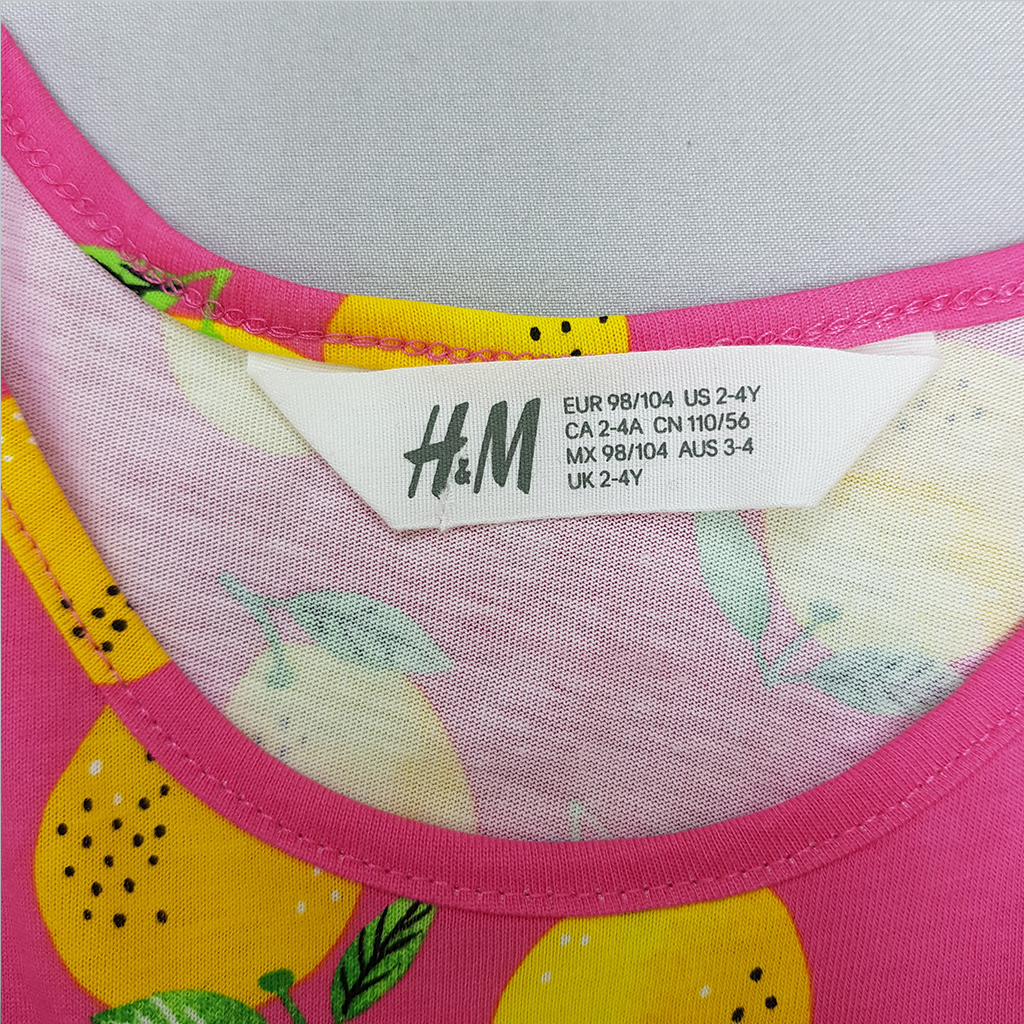 H&M
EUR 98/104 US 2-4Y
CA 2-4A CN 110/56
MX 98/104 AUS 3-4
UK 2-4Y